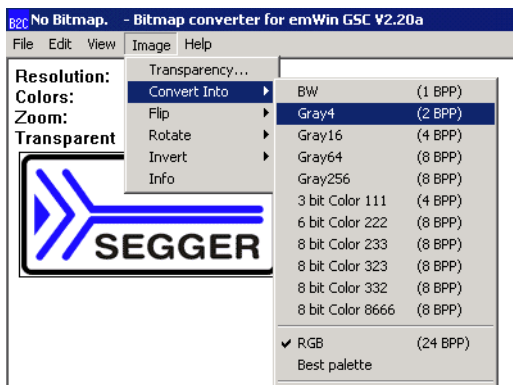 B2C No Bitmap. - Bitmap converter for emWin GSC V2.20a
File Edit View Image Help
Resolution:
Colors:
Zoom:
Transparent
Transparency...
Convert Into
Flip
Rotate
Invert
Info
BW (1 BPP)
Gray4 (2 BPP)
Gray16 (4 BPP)
Gray64 (8 BPP)
Gray256 (8 BPP)
3 bit Color 111 (4 BPP)
6 bit Color 222 (8 BPP)
8 bit Color 233 (8 BPP)
8 bit Color 323 (8 BPP)
8 bit Color 332 (8 BPP)
8 bit Color 8666 (8 BPP)
RGB (24 BPP)
Best palette
SEGGER